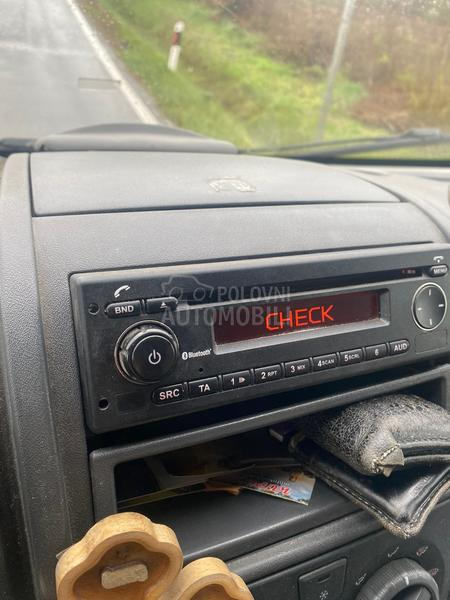 BND
POLOVNI
AUTOMOBILI
CHECK
MENU
Bluetooth
SRC
TA
1
2 RPT
3 MIX
4 SCAN
5 SCRL
6
AUD